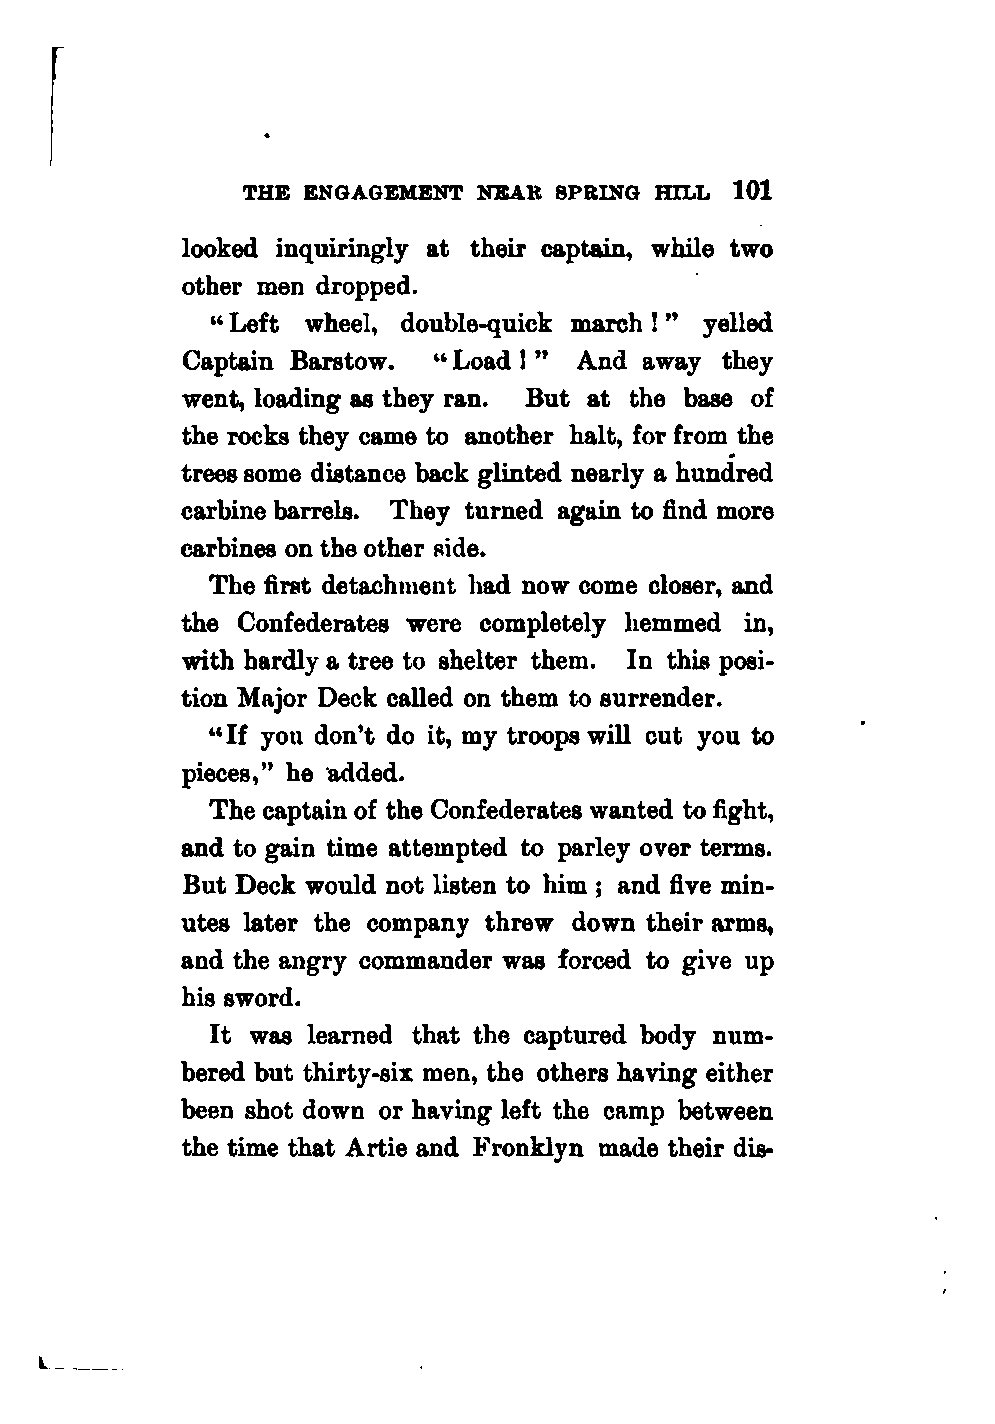 THE ENGAGEMENT NEAR SPRING HILL 101
looked inquiringly at their captain, while two
other men dropped.
"Left wheel, double-quick march!" yelled
Captain Barstow. "Load!" And away they
went, loading as they ran. But at the base of
the rocks they came to another halt, for from the
trees some distance back glinted nearly a hundred
carbine barrels. They turned again to find more
carbines on the other side.
The first detachment had now come closer, and
the Confederates were completely hemmed in,
with hardly a tree to shelter them. In this posi-
tion Major Deck called on them to surrender.
"If you don't do it, my troops will cut you to
pieces," he added.
The captain of the Confederates wanted to fight,
and to gain time attempted to parley over terms.
But Deck would not listen to him; and five min-
utes later the company threw down their arms,
and the angry commander was forced to give up
his sword.
It was learned that the captured body num-
bered but thirty-six men, the others having either
been shot down or having left the camp between
the time that Artie and Fronklyn made their dis-